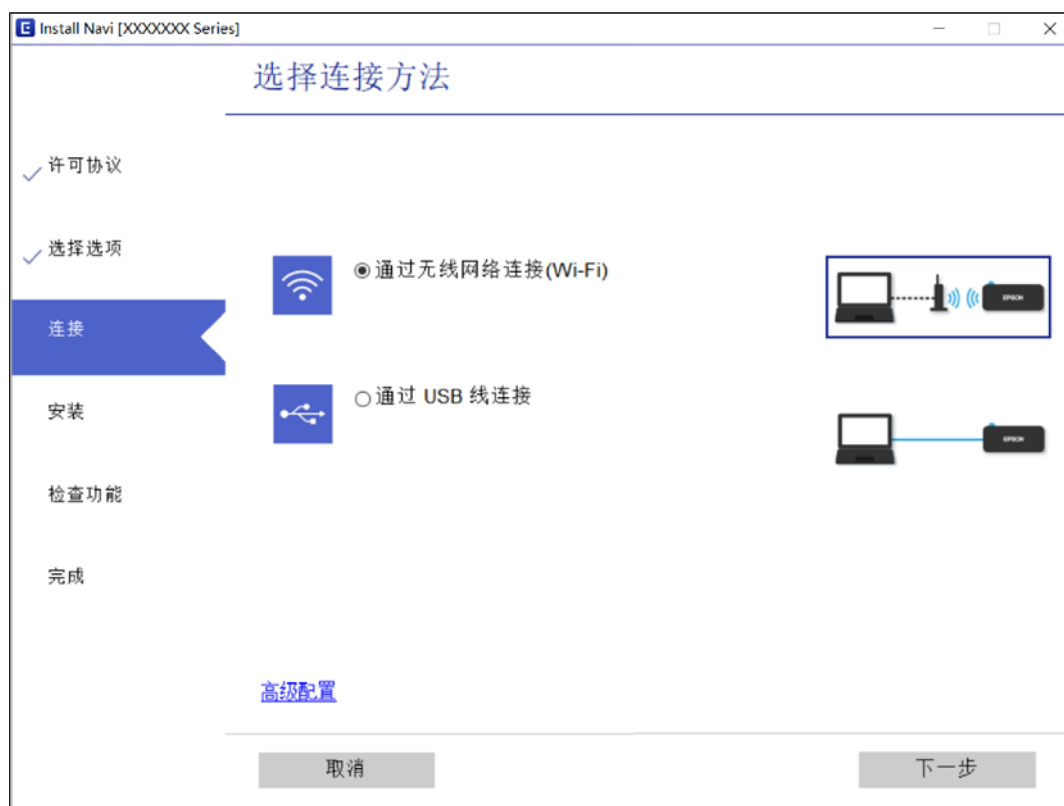 Install Navi [XXXXXXX Series]
选择连接方法
许可协议
选择选项
连接
安装
检查功能
完成
通过无线网络连接(Wi-Fi)
EPSON
通过 USB 线连接
EPSON
高级配置
取消
下一步